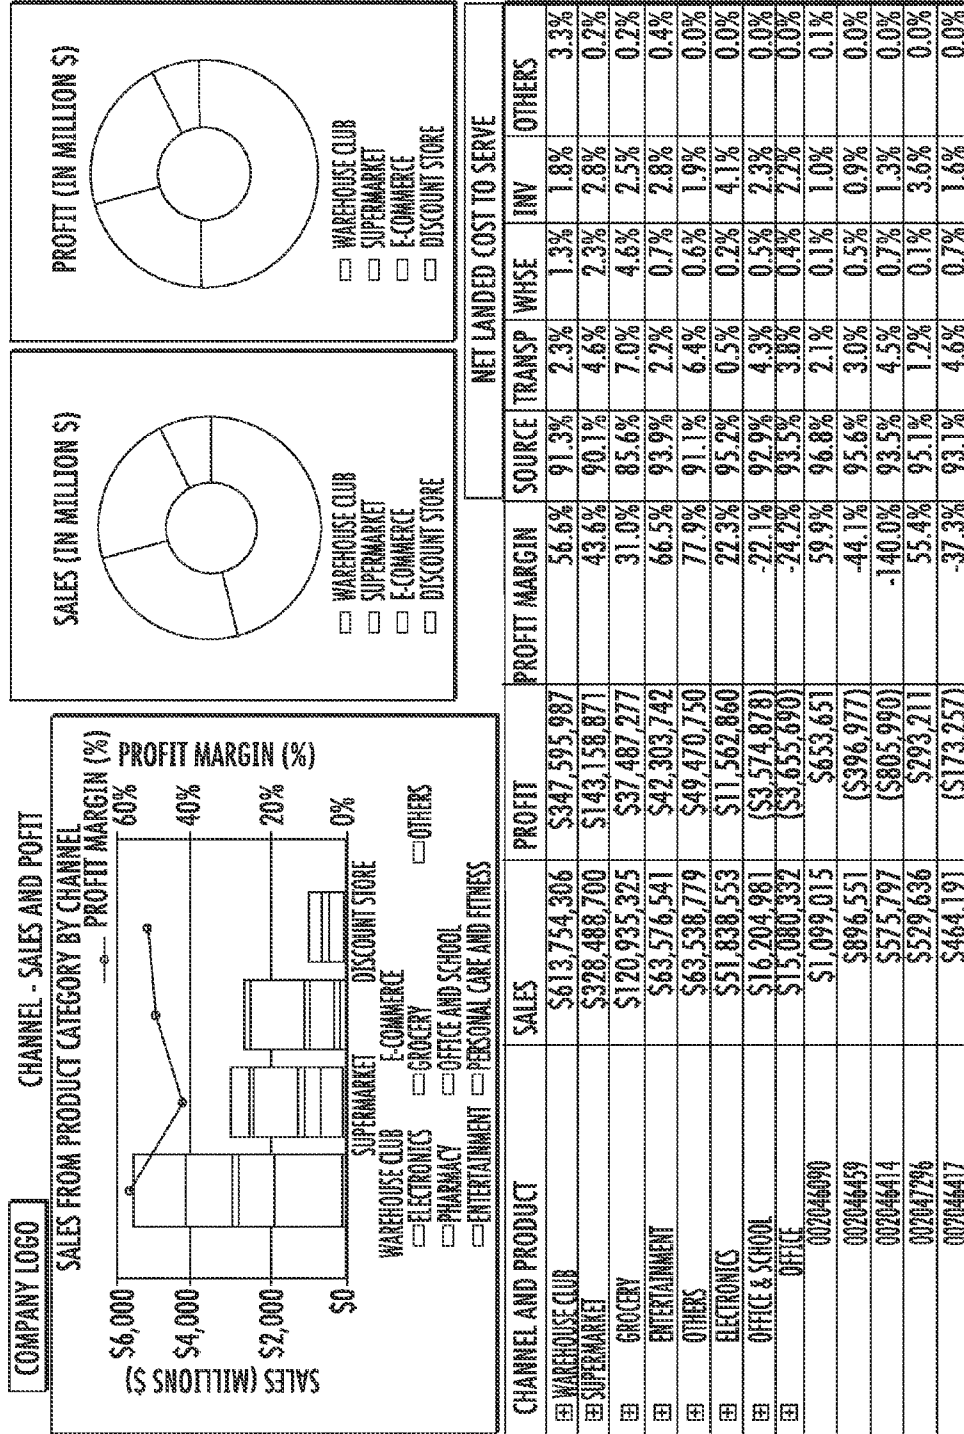 COMPANY LOGO
CHANNEL - SALES AND POFIT
SALES FROM PRODUCT CATEGORY BY CHANNEL
PROFIT MARGIN (%)
SALES (MILLIONS $)
$6,000
$4,000
$2,000
$0
60%
40%
20%
0%
PROFIT MARGIN (%)
WAREHOUSE CLUB
SUPERMARKET
E-COMMERCE
DISCOUNT STORE
ELECTRONICS
GROCERY
OTHERS
PHARMACY
OFFICE AND SCHOOL
ENTERTAINMENT
PERSONAL CARE AND FITNESS
SALES (IN MILLION $)
WAREHOUSE CLUB
SUPERMARKET
E-COMMERCE
DISCOUNT STORE
PROFIT (IN MILLION $)
WAREHOUSE CLUB
SUPERMARKET
E-COMMERCE
DISCOUNT STORE
NET LANDED COST TO SERVE
CHANNEL AND PRODUCT SALES PROFIT PROFIT MARGIN SOURCE TRANSP WHSE INV OTHERS
WAREHOUSE CLUB $613,754,306 $347,595,987 56.6% 91.3% 2.3% 1.3% 1.8% 3.3%
SUPERMARKET $328,488,700 $143,158,871 43.6% 90.1% 4.6% 2.3% 2.8% 0.2%
GROCERY $120,935,325 $37,487,277 31.0% 85.6% 7.0% 4.6% 2.5% 0.2%
ENTERTAINMENT $63,576,541 $42,303,742 66.5% 93.9% 2.2% 0.7% 2.8% 0.4%
OTHERS $63,538,779 $49,470,750 77.9% 91.1% 6.4% 0.6% 1.9% 0.0%
ELECTRONICS $51,838,553 $11,562,860 22.3% 95.2% 0.5% 0.2% 4.1% 0.0%
OFFICE & SCHOOL $16,204,981 ($3,574,878) -22.1% 92.9% 4.3% 0.5% 2.3% 0.0%
OFFICE $15,080,332 ($3,655,690) -24.2% 93.5% 3.8% 0.4% 2.2% 0.0%
002046090 $1,099,015 $653,651 59.9% 96.8% 2.1% 0.1% 1.0% 0.1%
002046459 $896,551 ($396,977) -44.1% 95.6% 3.0% 0.5% 0.9% 0.0%
002046414 $575,797 ($805,990) -140.0% 93.5% 4.5% 0.7% 1.3% 0.0%
002047296 $529,636 $293,211 55.4% 95.1% 1.2% 0.1% 3.6% 0.0%
002046417 $464,191 ($173,257) -37.3% 93.1% 4.6% 0.7% 1.6% 0.0%